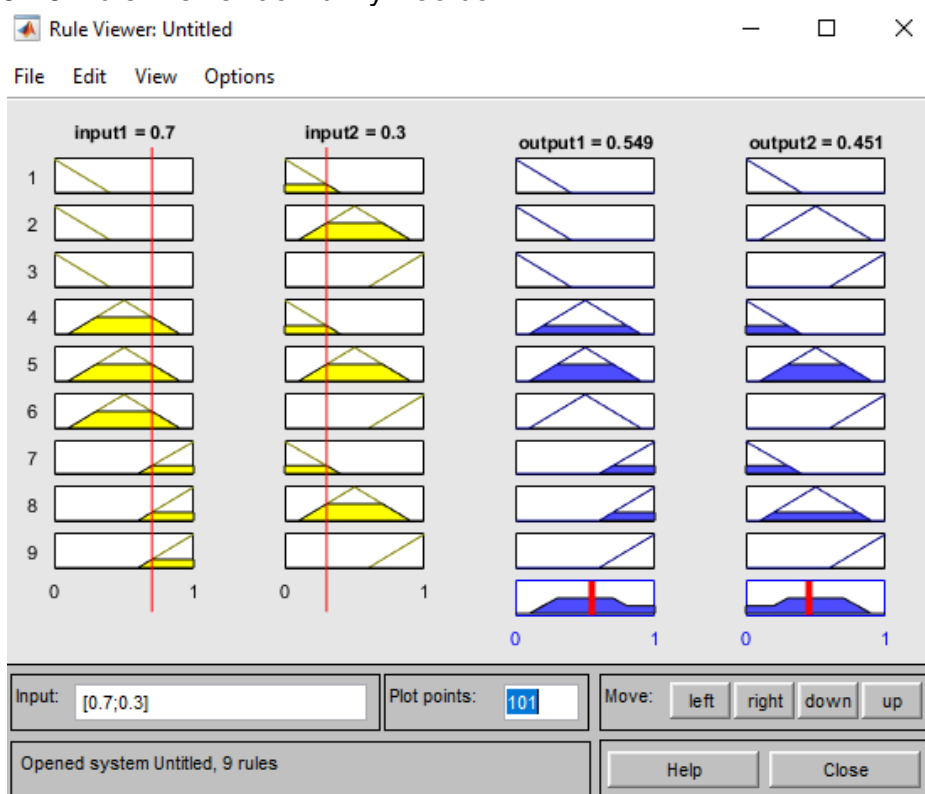 Rule Viewer: Untitled
File Edit View Options
input1 = 0.7 input2 = 0.3 output1 = 0.549 output2 = 0.451
1
2
3
4
5
6
7
8
9
0 1 0 1
0 1 0 1
Input: [0.7;0.3] Plot points: 101 Move: left right down up
Opened system Untitled, 9 rules Help Close